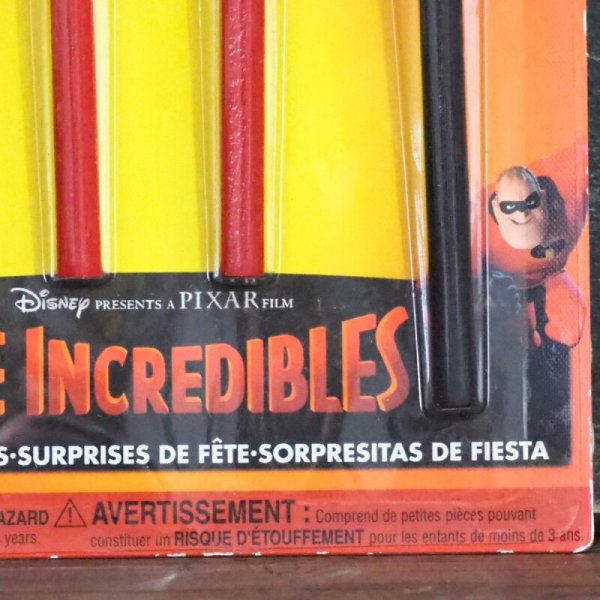 Disney PRESENTS A PIXAR FILM
E INCREDIBLES
S•SURPRISES DE FÊTE•SORPRESITAS DE FIESTA
AZARD ⚠ AVERTISSEMENT : Comprend de petites pièces pouvant
years. constituer un RISQUE D'ÉTOUFFEMENT pour les enfants de moins de 3 ans.